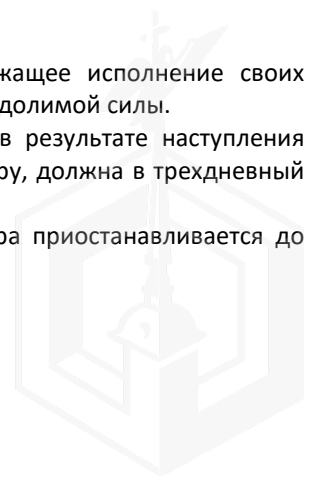 жащее исполнение своих
долимой силы.
в результате наступления
ру, должна в трехдневный
ра приостанавливается до